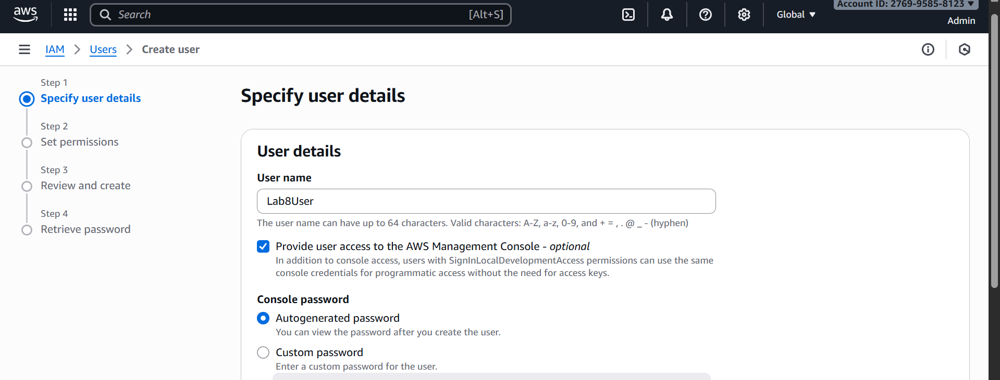 aws
Search
[Alt+S]
Global
Account ID: 2769-9585-8123
Admin
IAM
Users
Create user
Step 1
Specify user details
Step 2
Set permissions
Step 3
Review and create
Step 4
Retrieve password
Specify user details
User details
User name
Lab8User
The user name can have up to 64 characters. Valid characters: A-Z, a-z, 0-9, and + = , . @ _ - (hyphen)
Provide user access to the AWS Management Console - optional
In addition to console access, users with SignInLocalDevelopmentAccess permissions can use the same
console credentials for programmatic access without the need for access keys.
Console password
Autogenerated password
You can view the password after you create the user.
Custom password
Enter a custom password for the user.